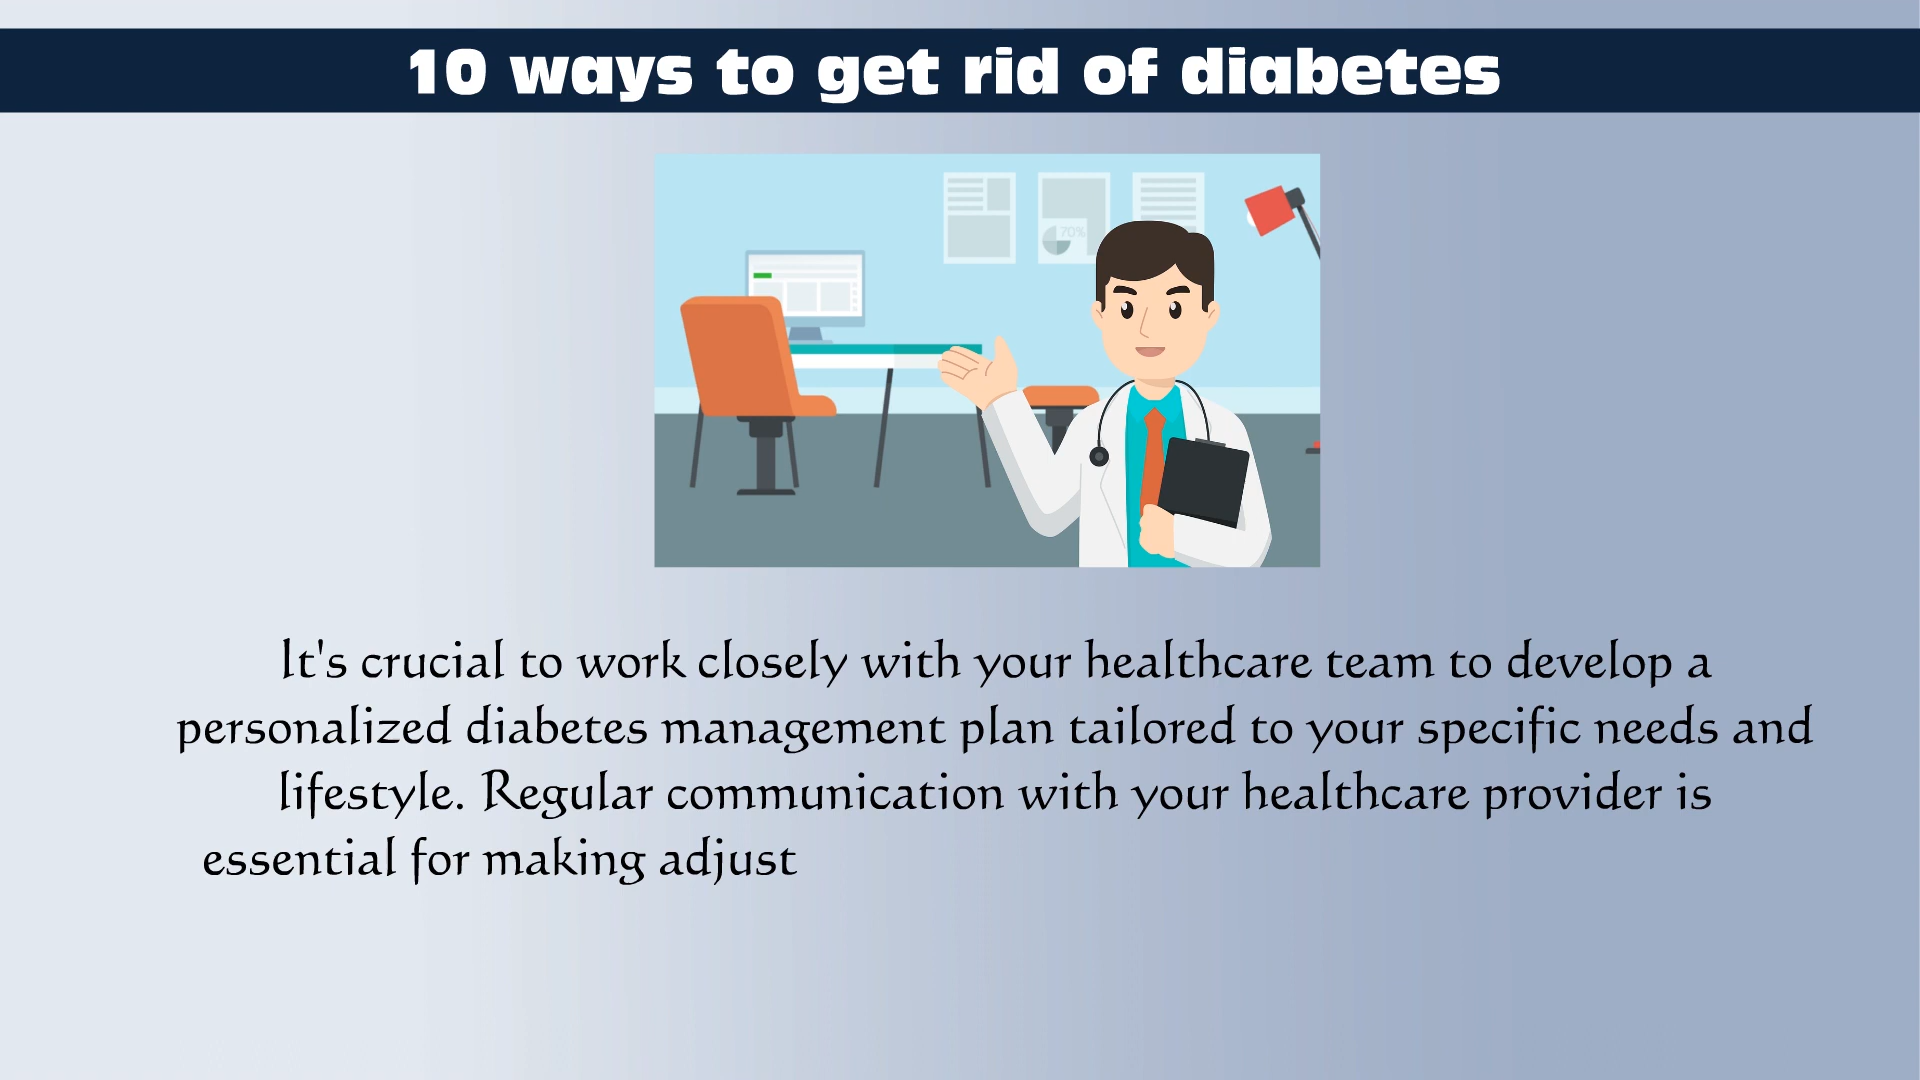 10 ways to get rid of diabetes
70%
It's crucial to work closely with your healthcare team to develop a
personalized diabetes management plan tailored to your specific needs and
lifestyle. Regular communication with your healthcare provider is
essential for making adjust